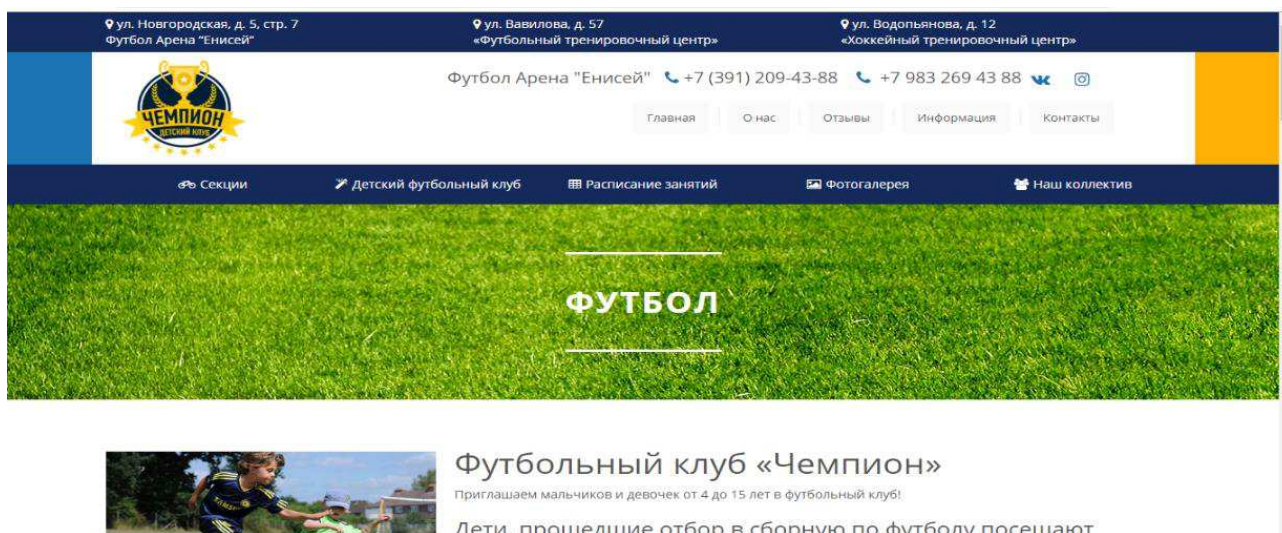 ул. Новгородская, д. 5, стр. 7
Футбол Арена "Енисей"
ул. Вавилова, д. 57
«Футбольный тренировочный центр»
ул. Водопьянова, д. 12
«Хоккейный тренировочный центр»
ЧЕМПИОН
ДЕТСКИЙ КЛУБ
Футбол Арена "Енисей" +7 (391) 209-43-88 +7 983 269 43 88
Главная О нас Отзывы Информация Контакты
Секции Детский футбольный клуб Расписание занятий Фотогалерея Наш коллектив
ФУТБОЛ
Футбольный клуб «Чемпион»
Приглашаем мальчиков и девочек от 4 до 15 лет в футбольный клуб!
Дети, прошедшие отбор в сборную по футболу посещают